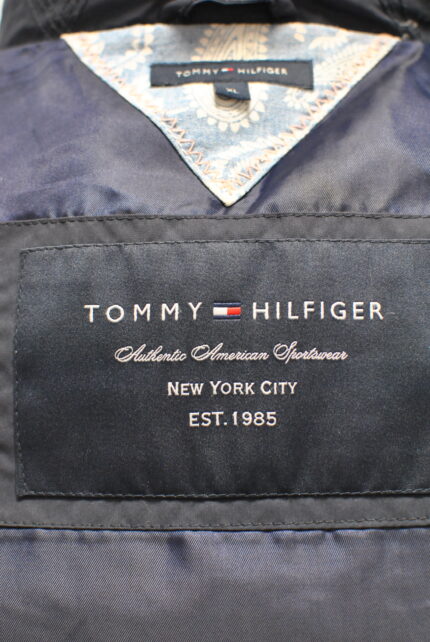 TOMMY HILFIGER
XL
TOMMY HILFIGER
Authentic American Sportswear
NEW YORK CITY
EST. 1985